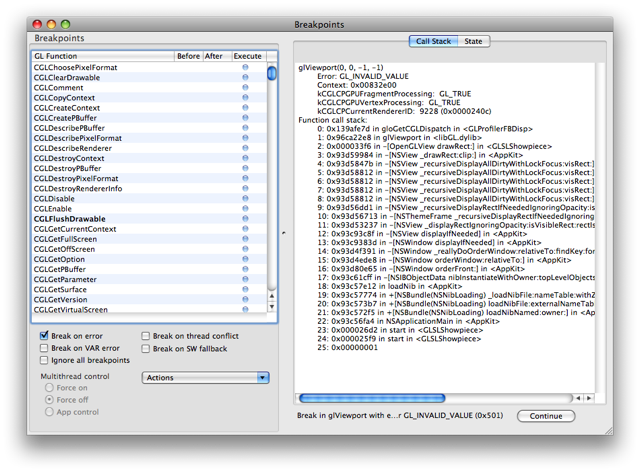 Breakpoints
Breakpoints
GL Function Before After Execute
CGLChoosePixelFormat
CGLClearDrawable
CGLComment
CGLCopyContext
CGLCreateContext
CGLCreatePBuffer
CGLDescribePBuffer
CGLDescribePixelFormat
CGLDescribeRenderer
CGLDestroyContext
CGLDestroyPBuffer
CGLDestroyPixelFormat
CGLDestroyRendererInfo
CGLDisable
CGLEnable
CGLFlushDrawable
CGLGetCurrentContext
CGLGetFullScreen
CGLGetOffScreen
CGLGetOption
CGLGetPBuffer
CGLGetParameter
CGLGetSurface
CGLGetVersion
CGLGetVirtualScreen
Break on error
Break on thread conflict
Break on VAR error
Break on SW fallback
Ignore all breakpoints
Multithread control
Actions
Force on
Force off
App control
Call Stack State
glViewport(0, 0, -1, -1)
Error: GL_INVALID_VALUE
Context: 0x00832e00
kCGLCPGPUFragmentProcessing: GL_TRUE
kCGLCPGPUVertexProcessing: GL_TRUE
kCGLCPCurrentRendererID: 9228 (0x0000240c)
Function call stack:
0: 0x139afe7d in gloGetCGLDispatch in <GLProfilerFBDisp>
1: 0x96ca22e8 in glViewport in <libGL.dylib>
2: 0x000033f6 in -[OpenGLView drawRect:] in <GLSLShowpiece>
3: 0x93d59984 in -[NSView _drawRect:clip:] in <AppKit>
4: 0x93d5847b in -[NSView _recursiveDisplayAllDirtyWithLockFocus:visRect:]
5: 0x93d58812 in -[NSView _recursiveDisplayAllDirtyWithLockFocus:visRect:]
6: 0x93d58812 in -[NSView _recursiveDisplayAllDirtyWithLockFocus:visRect:]
7: 0x93d58812 in -[NSView _recursiveDisplayAllDirtyWithLockFocus:visRect:]
8: 0x93d58812 in -[NSView _recursiveDisplayAllDirtyWithLockFocus:visRect:]
9: 0x93d56dd1 in -[NSView _recursiveDisplayRectIfNeededIgnoringOpacity:
10: 0x93d56713 in -[NSThemeFrame _recursiveDisplayRectIfNeededIgnoring
11: 0x93d53237 in -[NSView _displayRectIgnoringOpacity:isVisibleRect:rectIs
12: 0x93c93c8f in -[NSView displayIfNeeded] in <AppKit>
13: 0x93c9383d in -[NSWindow displayIfNeeded] in <AppKit>
14: 0x93d4f391 in -[NSWindow _reallyDoOrderWindow:relativeTo:findKey:for
15: 0x93d4ede8 in -[NSWindow orderWindow:relativeTo:] in <AppKit>
16: 0x93d80e65 in -[NSWindow orderFront:] in <AppKit>
17: 0x93c61cff in -[NSIBObjectData nibInstantiateWithOwner:topLevelObjects
18: 0x93c57e12 in loadNib in <AppKit>
19: 0x93c57774 in +[NSBundle(NSNibLoading) _loadNibFile:nameTable:withZ
20: 0x93c573b7 in +[NSBundle(NSNibLoading) loadNibFile:externalNameTab
21: 0x93c572f5 in +[NSBundle(NSNibLoading) loadNibNamed:owner:] in <A
22: 0x93c56fa4 in NSApplicationMain in <AppKit>
23: 0x000026d2 in start in <GLSLShowpiece>
24: 0x000025f9 in start in <GLSLShowpiece>
25: 0x00000001
Break in glViewport with e...r GL_INVALID_VALUE (0x501)
Continue